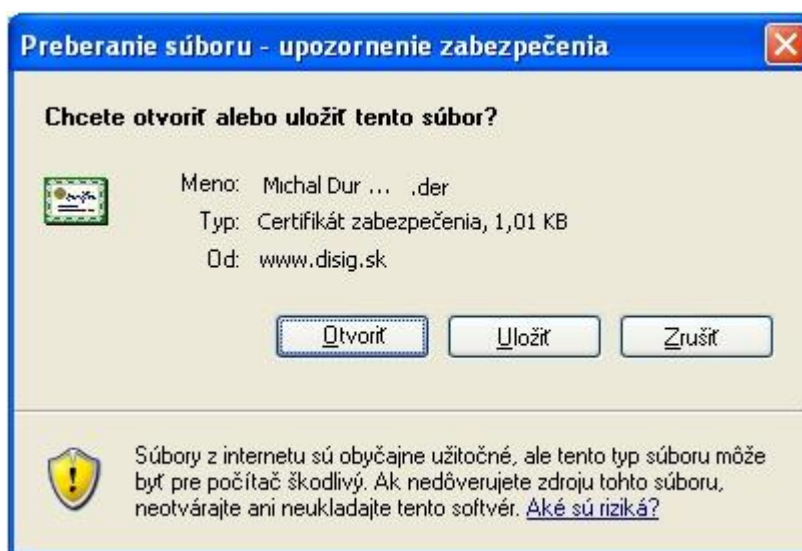 Preberanie súboru - upozornenie zabezpečenia
Chcete otvoriť alebo uložiť tento súbor?
Meno: Michal Dur ... .der
Typ: Certifikát zabezpečenia, 1,01 KB
Od: www.disig.sk
Otvoriť Uložiť Zrušiť
Súbory z internetu sú obyčajne užitočné, ale tento typ súboru môže
byť pre počítač škodlivý. Ak nedôverujete zdroju tohto súboru,
neotvárajte ani neukladajte tento softvér. Aké sú riziká?